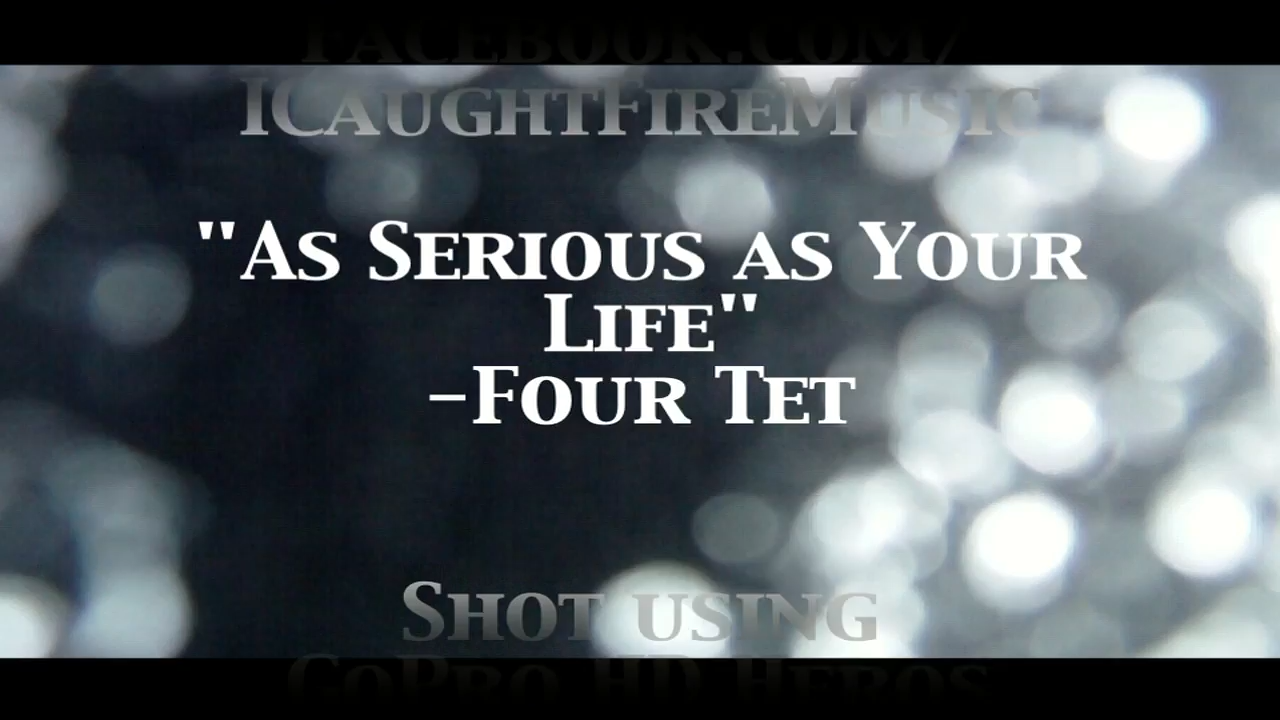 Facebook.com/
ICaughtFireMusic
"As Serious as Your
Life"
-Four Tet
Shot using
GoPro HD Heros